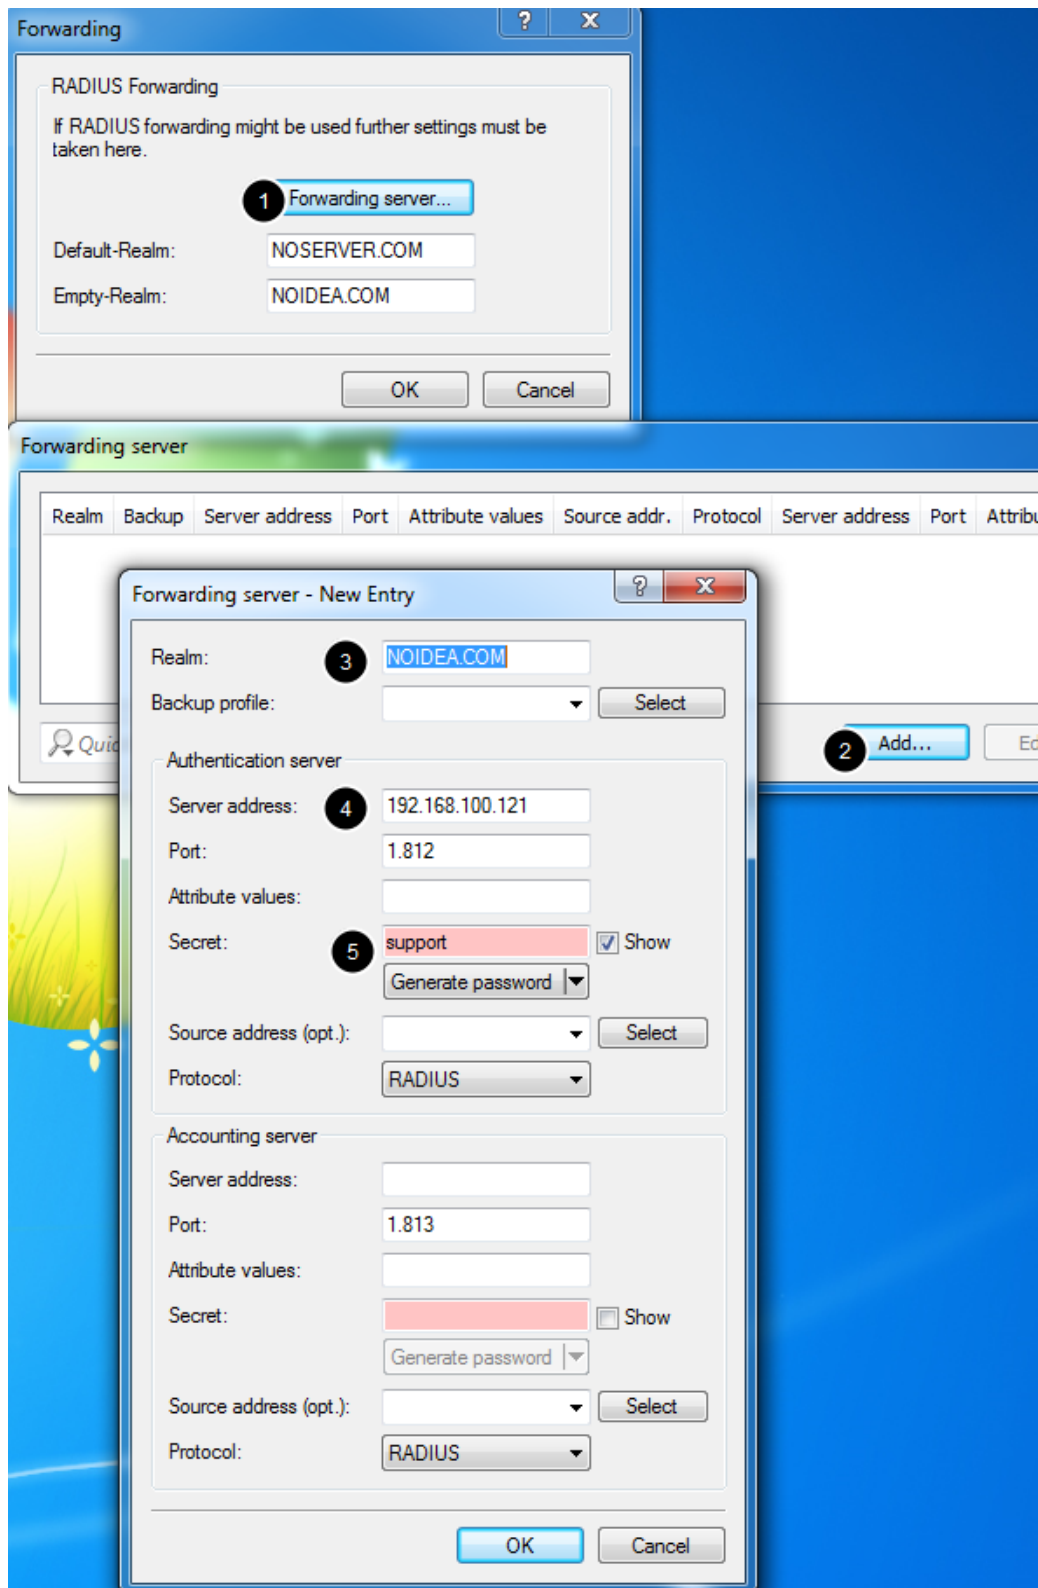 Forwarding
RADIUS Forwarding
If RADIUS forwarding might be used further settings must be
taken here.
1 Forwarding server...
Default-Realm: NOSERVER.COM
Empty-Realm: NOIDEA.COM
OK Cancel
Forwarding server
Realm Backup Server address Port Attribute values Source addr. Protocol Server address Port Attribu
Forwarding server - New Entry
Realm: 3 NOIDEA.COM
Backup profile: Select
Quic 2 Add... Ed
Authentication server
Server address: 4 192.168.100.121
Port: 1.812
Attribute values:
Secret: 5 support Show
Generate password
Source address (opt.): Select
Protocol: RADIUS
Accounting server
Server address:
Port: 1.813
Attribute values:
Secret: Show
Generate password
Source address (opt.): Select
Protocol: RADIUS
OK Cancel